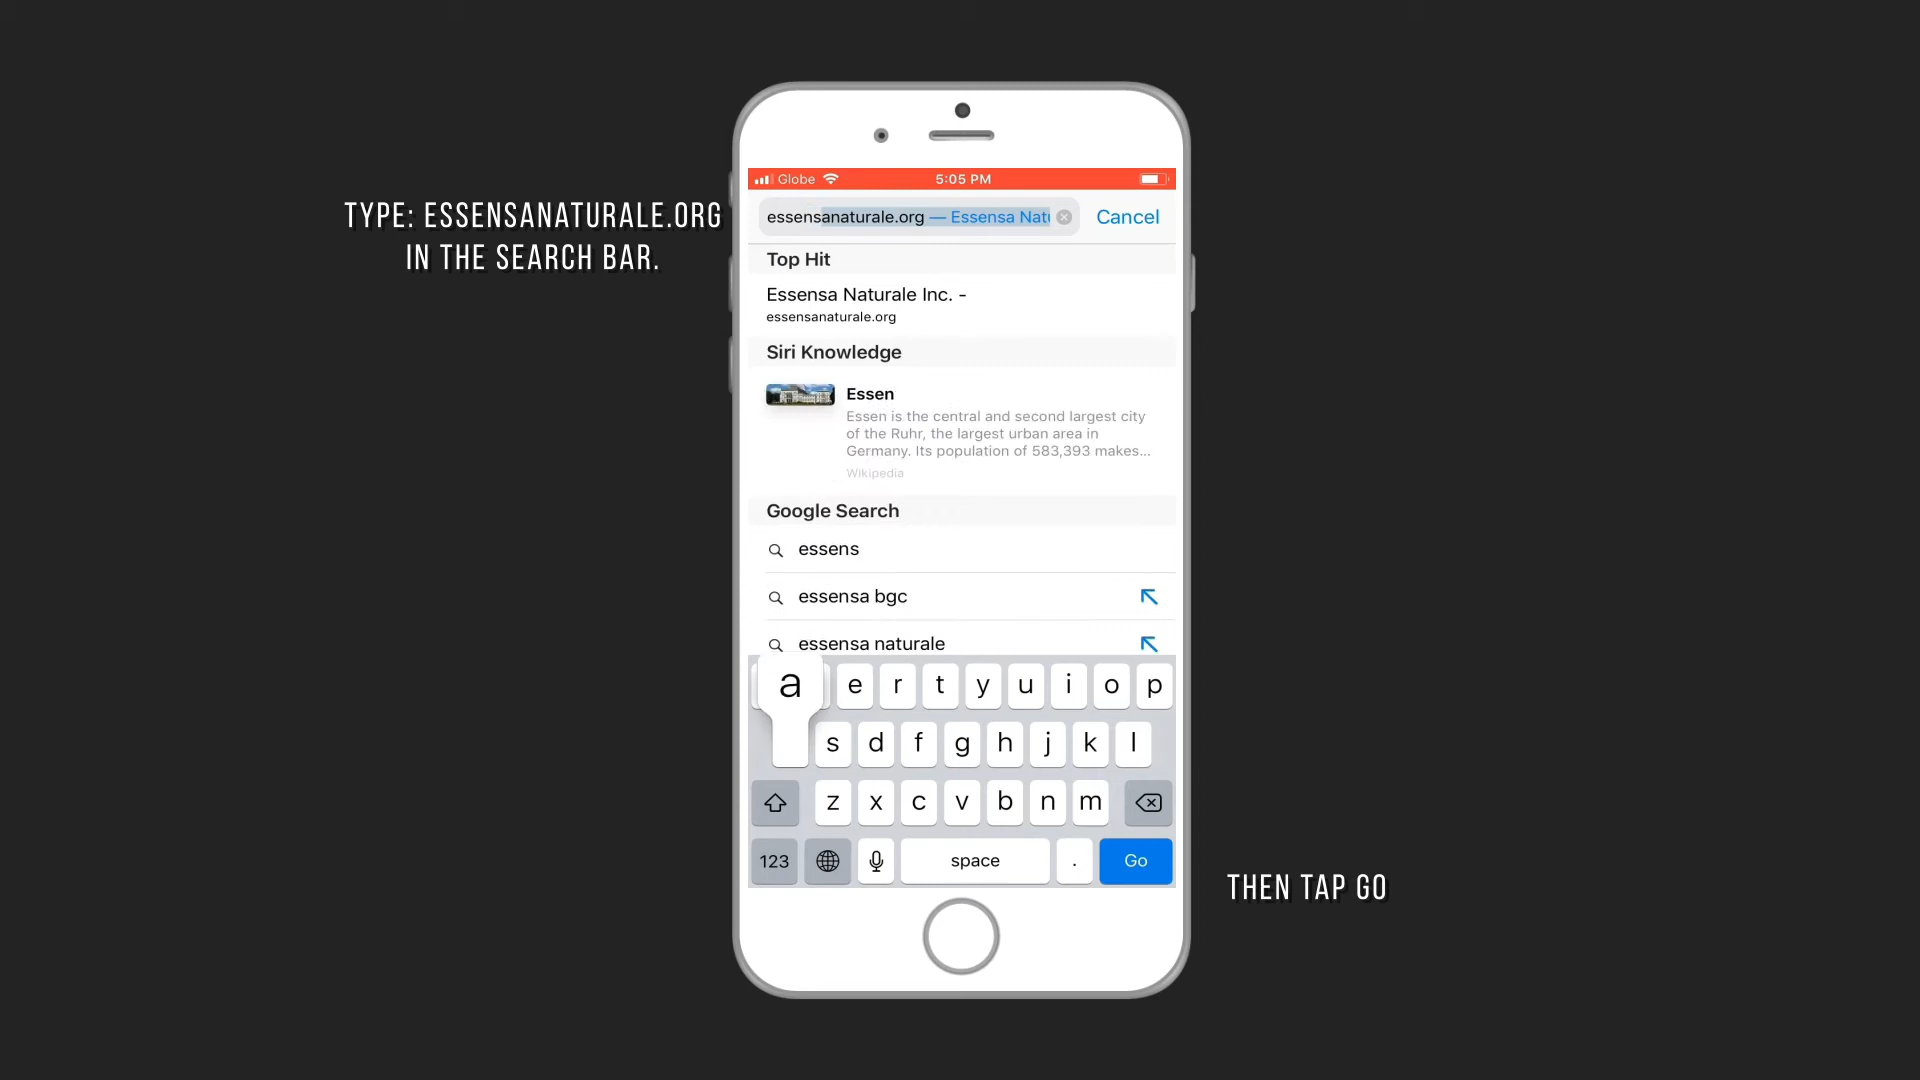 TYPE: ESSENSANATURALE.ORG
IN THE SEARCH BAR.
Globe 5:05 PM
essensanaturale.org — Essensa Natu Cancel
Top Hit
Essensa Naturale Inc. -
essensanaturale.org
Siri Knowledge
Essen
Essen is the central and second largest city
of the Ruhr, the largest urban area in
Germany. Its population of 583,393 makes...
Wikipedia
Google Search
essens
essensa bgc
essensa naturale
a e r t y u i o p
s d f g h j k l
z x c v b n m
123 space . Go
THEN TAP GO